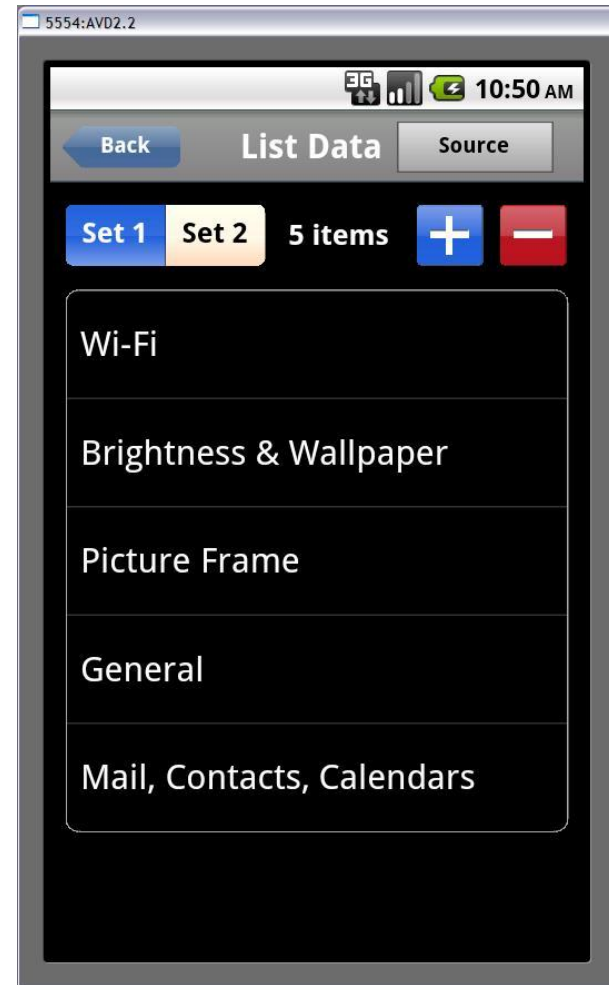 5554:AVD2.2
3G 10:50 AM
Back List Data Source
Set 1 Set 2 5 items + −
Wi-Fi
Brightness & Wallpaper
Picture Frame
General
Mail, Contacts, Calendars